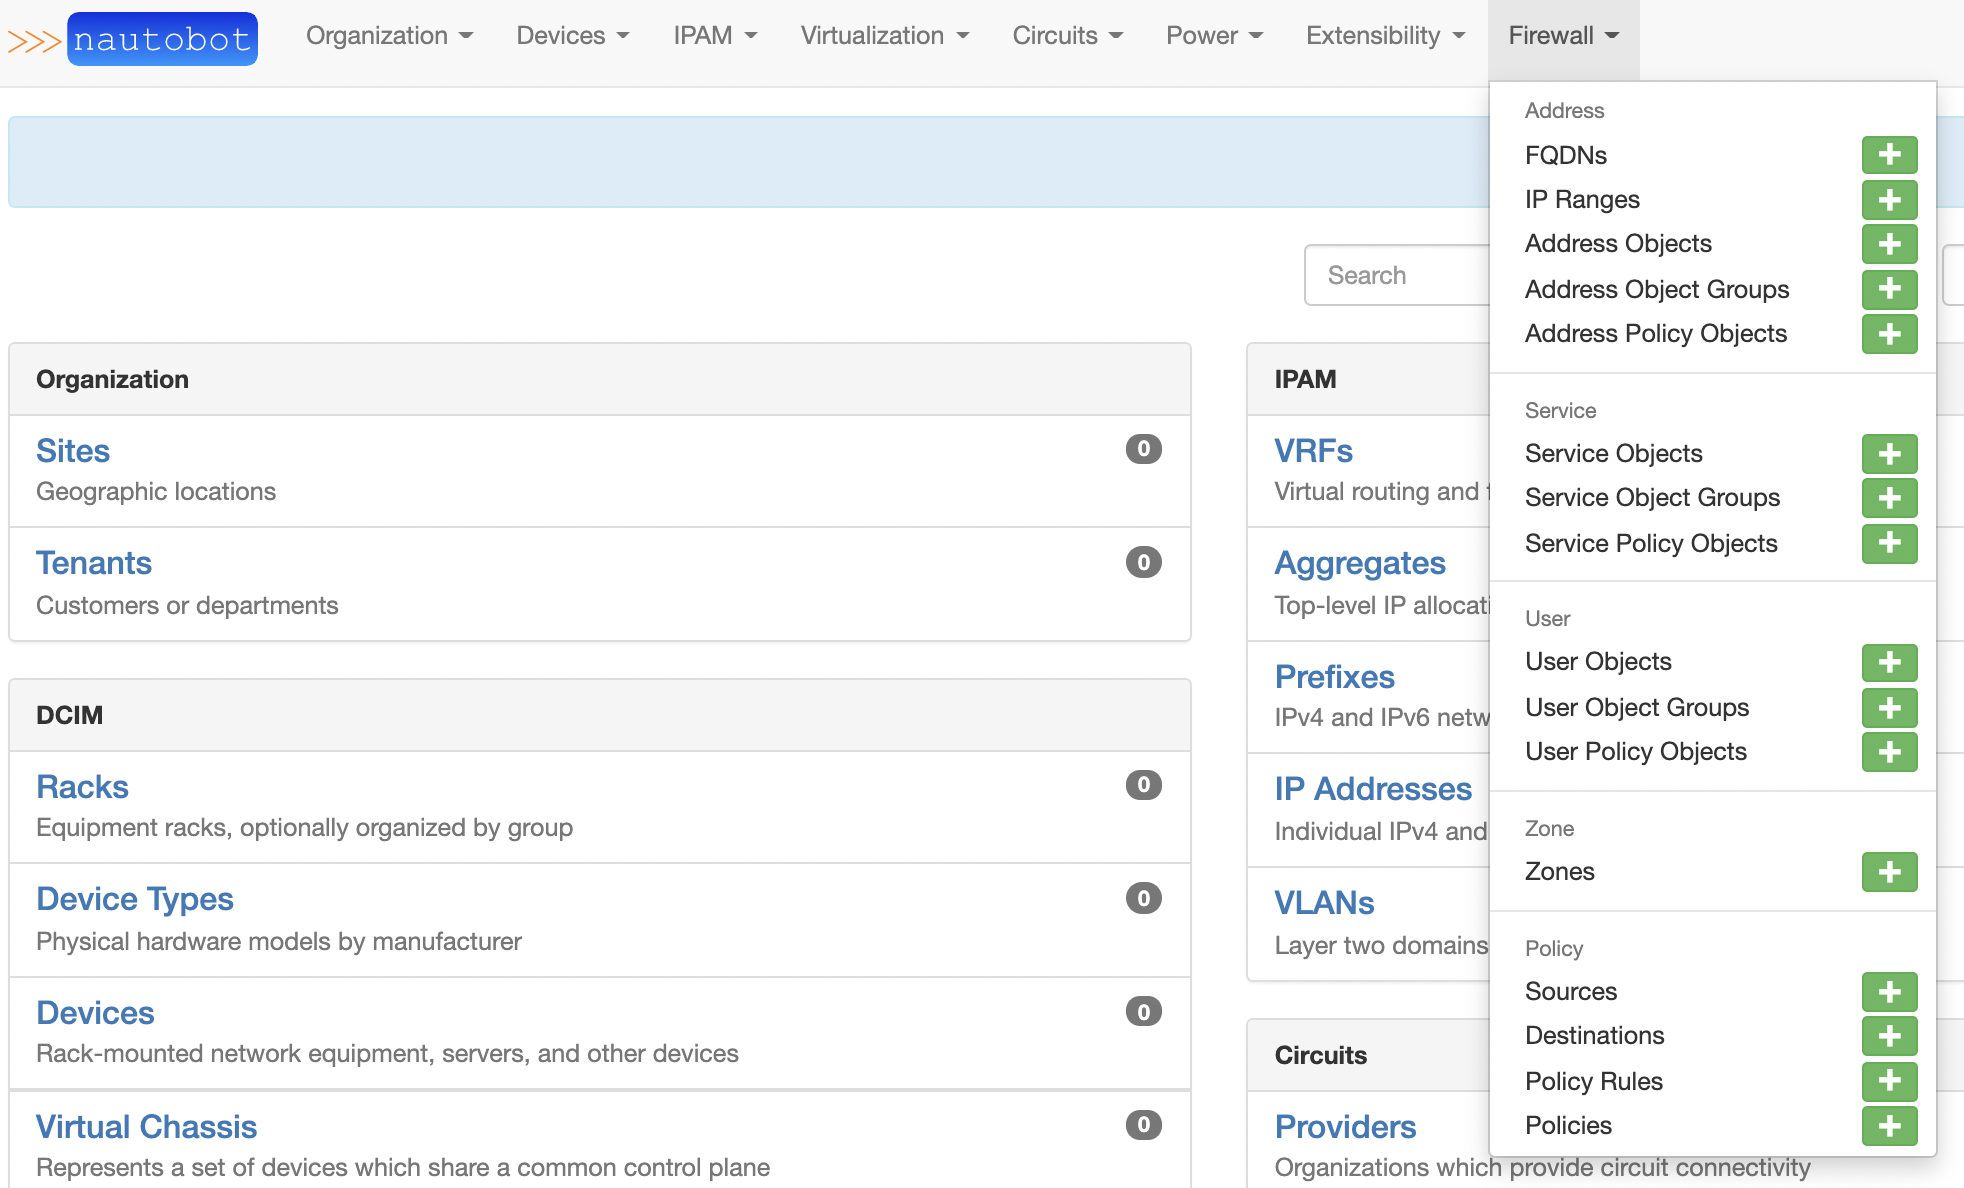 >>> nautobot Organization Devices IPAM Virtualization Circuits Power Extensibility Firewall
Address
FQDNs
IP Ranges
Address Objects
Address Object Groups
Address Policy Objects
Service
Service Objects
Service Object Groups
Service Policy Objects
User
User Objects
User Object Groups
User Policy Objects
Zone
Zones
Policy
Sources
Destinations
Policy Rules
Policies
Search
Organization
Sites 0
Geographic locations
Tenants 0
Customers or departments
DCIM
Racks 0
Equipment racks, optionally organized by group
Device Types 0
Physical hardware models by manufacturer
Devices 0
Rack-mounted network equipment, servers, and other devices
Virtual Chassis 0
Represents a set of devices which share a common control plane
IPAM
VRFs
Virtual routing and
Aggregates
Top-level IP allocati
Prefixes
IPv4 and IPv6 netw
IP Addresses
Individual IPv4 and
VLANs
Layer two domains
Circuits
Providers
Organizations which provide circuit connectivity